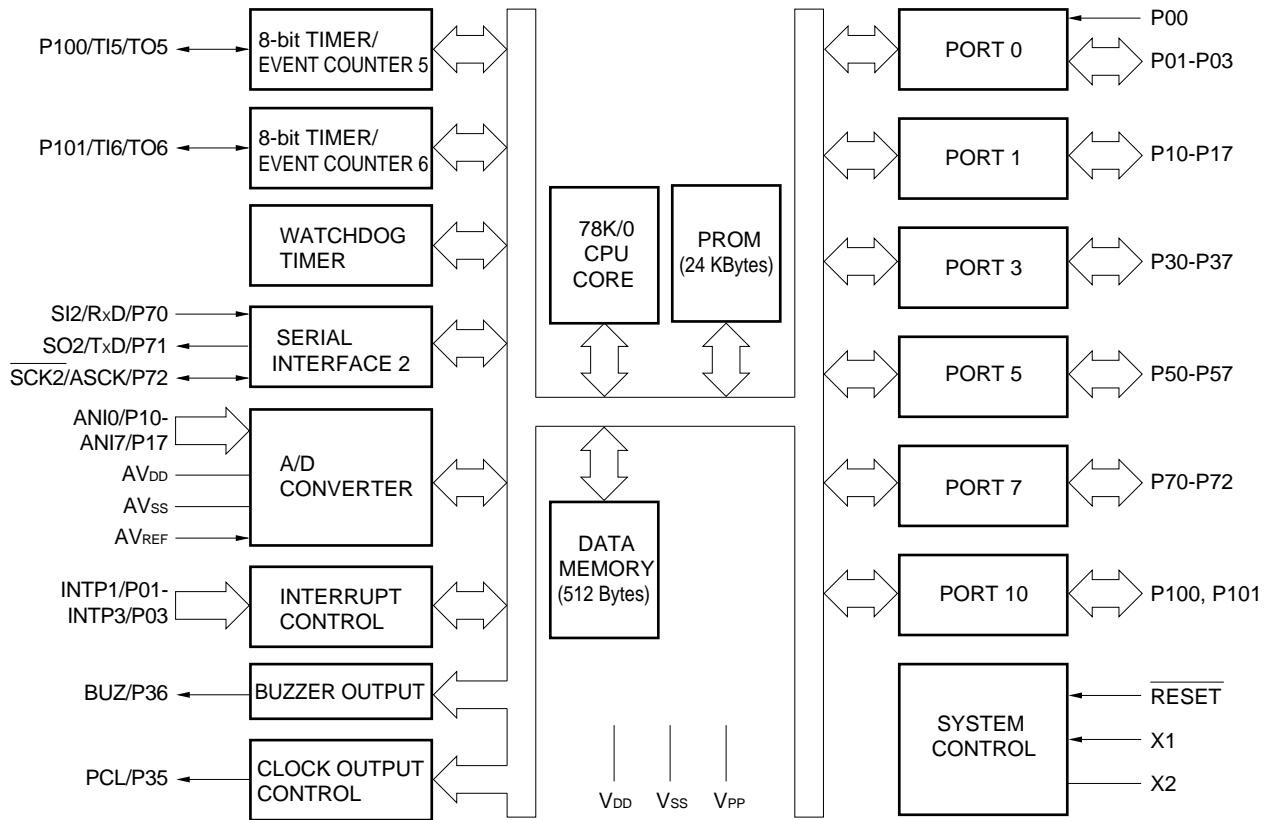 P100/TI5/TO5
8-bit TIMER/
EVENT COUNTER 5
P101/TI6/TO6
8-bit TIMER/
EVENT COUNTER 6
WATCHDOG
TIMER
SI2/RxD/P70
SO2/TxD/P71
SCK2/ASCK/P72
SERIAL
INTERFACE 2
ANI0/P10-
ANI7/P17
AVDD
AVSS
AVREF
A/D
CONVERTER
INTP1/P01-
INTP3/P03
INTERRUPT
CONTROL
BUZ/P36
BUZZER OUTPUT
PCL/P35
CLOCK OUTPUT
CONTROL
78K/0
CPU
CORE
PROM
(24 KBytes)
DATA
MEMORY
(512 Bytes)
VDD
VSS
VPP
PORT 0
P00
P01-P03
PORT 1
P10-P17
PORT 3
P30-P37
PORT 5
P50-P57
PORT 7
P70-P72
PORT 10
P100, P101
SYSTEM
CONTROL
RESET
X1
X2